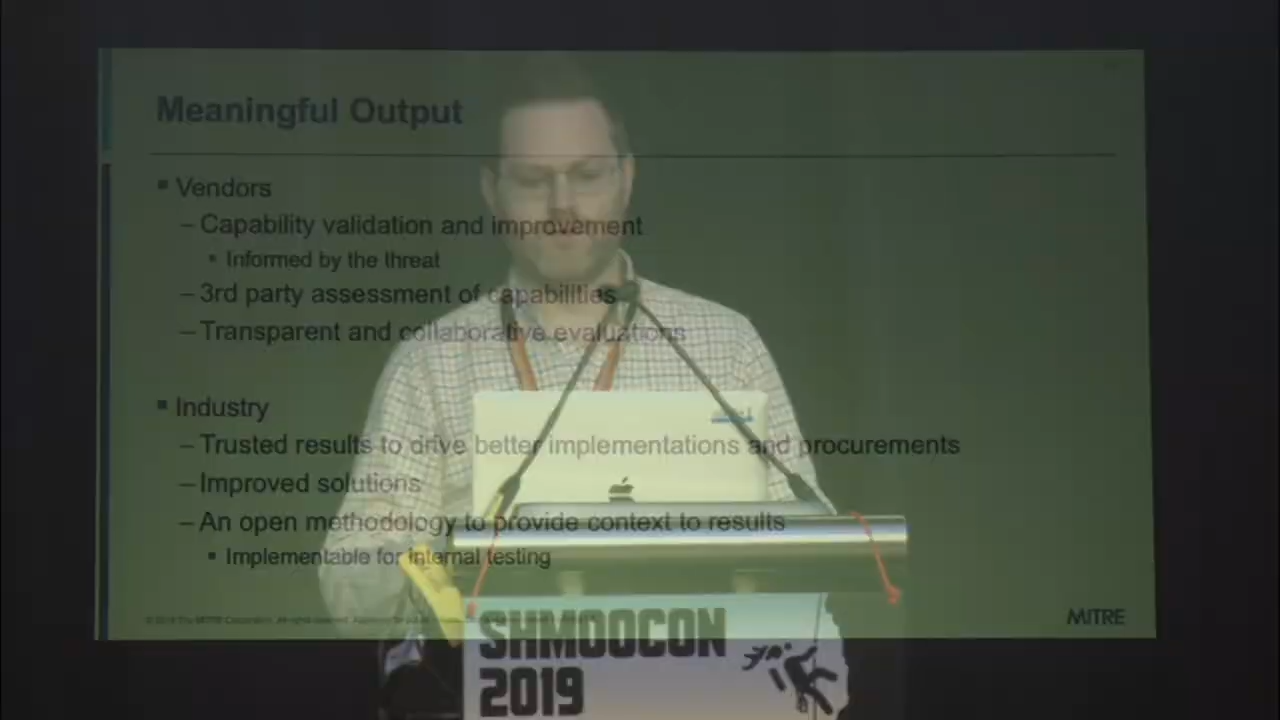 Meaningful Output
▪ Vendors
– Capability validation and improvement
▪ Informed by the threat
– 3rd party assessment of capabilities
– Transparent and collaborative evaluations
▪ Industry
– Trusted results to drive better implementations and procurements
– Improved solutions
– An open methodology to provide context to results
▪ Implementable for internal testing
MITRE
SHMOOCON
2019